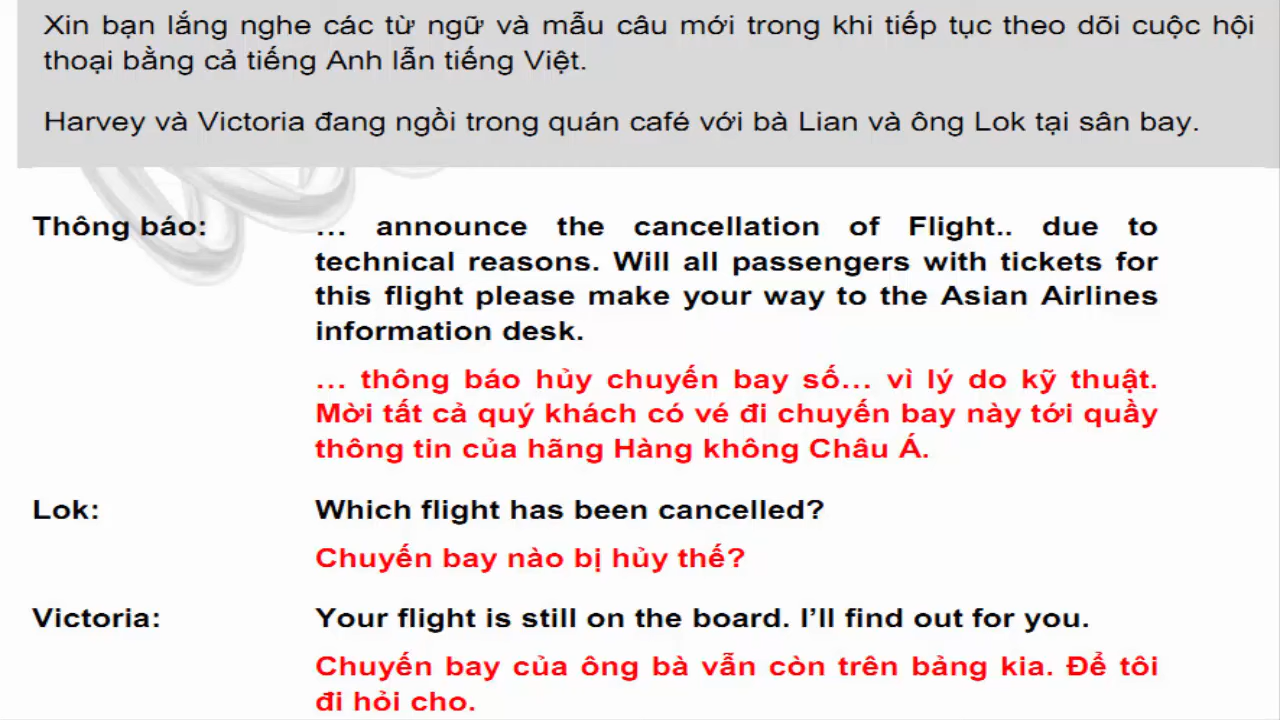 Xin bạn lắng nghe các từ ngữ và mẫu câu mới trong khi tiếp tục theo dõi cuộc hội
thoại bằng cả tiếng Anh lẫn tiếng Việt.
Harvey và Victoria đang ngồi trong quán café với bà Lian và ông Lok tại sân bay.
Thông báo: … announce the cancellation of Flight.. due to
technical reasons. Will all passengers with tickets for
this flight please make your way to the Asian Airlines
information desk.
… thông báo hủy chuyến bay số… vì lý do kỹ thuật.
Mời tất cả quý khách có vé đi chuyến bay này tới quầy
thông tin của hãng Hàng không Châu Á.
Lok: Which flight has been cancelled?
Chuyến bay nào bị hủy thế?
Victoria: Your flight is still on the board. I’ll find out for you.
Chuyến bay của ông bà vẫn còn trên bảng kia. Để tôi
đi hỏi cho.